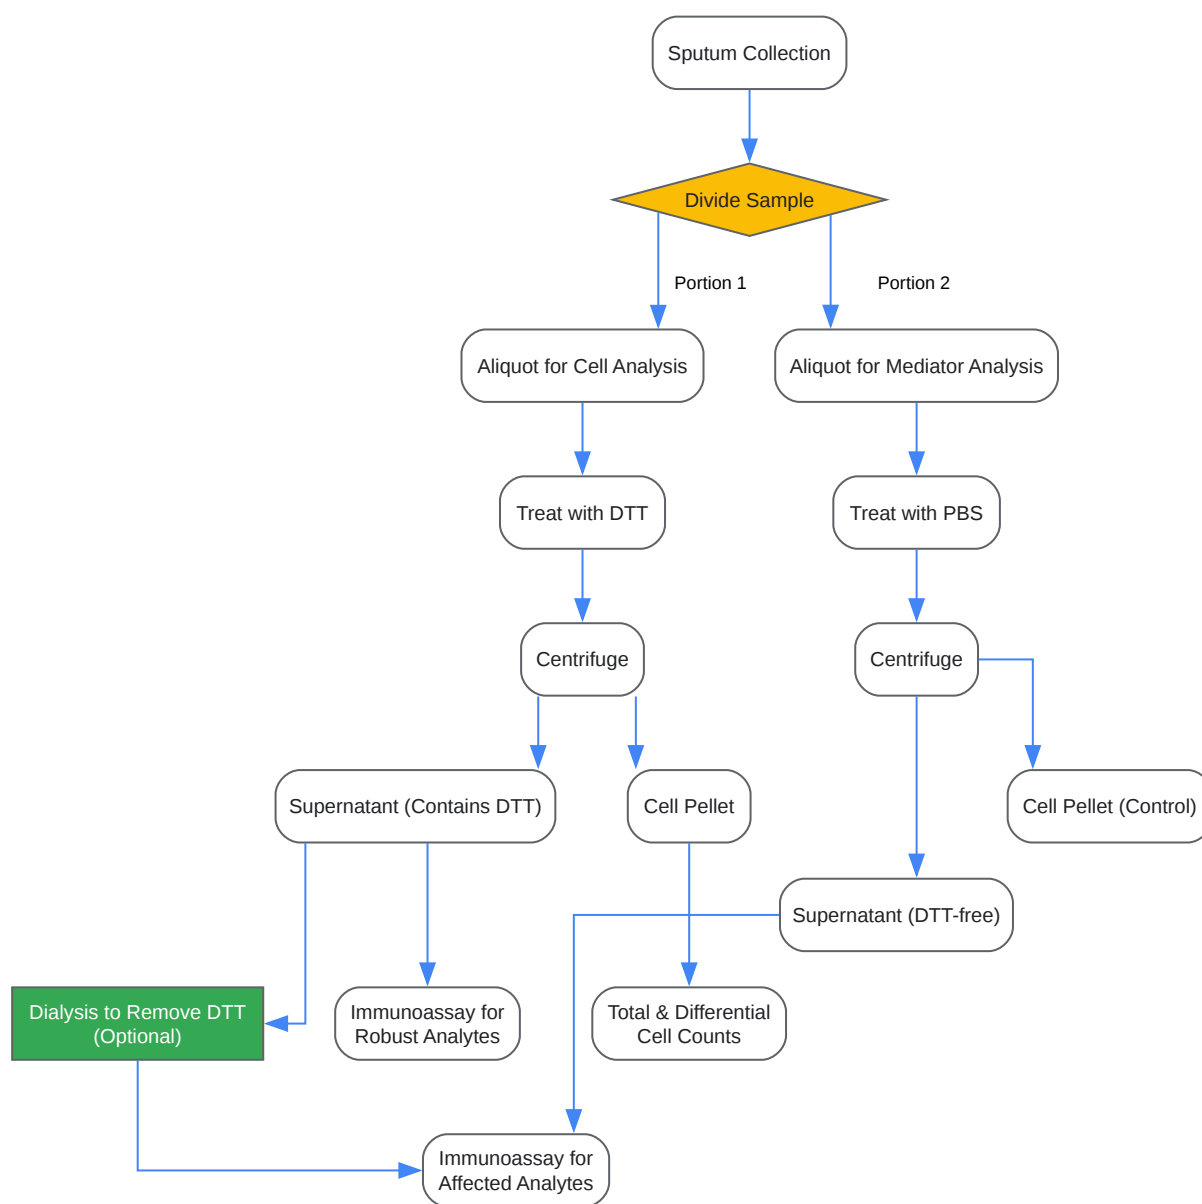 Sputum Collection
Divide Sample
Portion 1
Portion 2
Aliquot for Cell Analysis
Aliquot for Mediator Analysis
Treat with DTT
Treat with PBS
Centrifuge
Centrifuge
Supernatant (Contains DTT)
Cell Pellet
Cell Pellet (Control)
Supernatant (DTT-free)
Dialysis to Remove DTT
(Optional)
Immunoassay for
Robust Analytes
Total & Differential
Cell Counts
Immunoassay for
Affected Analytes